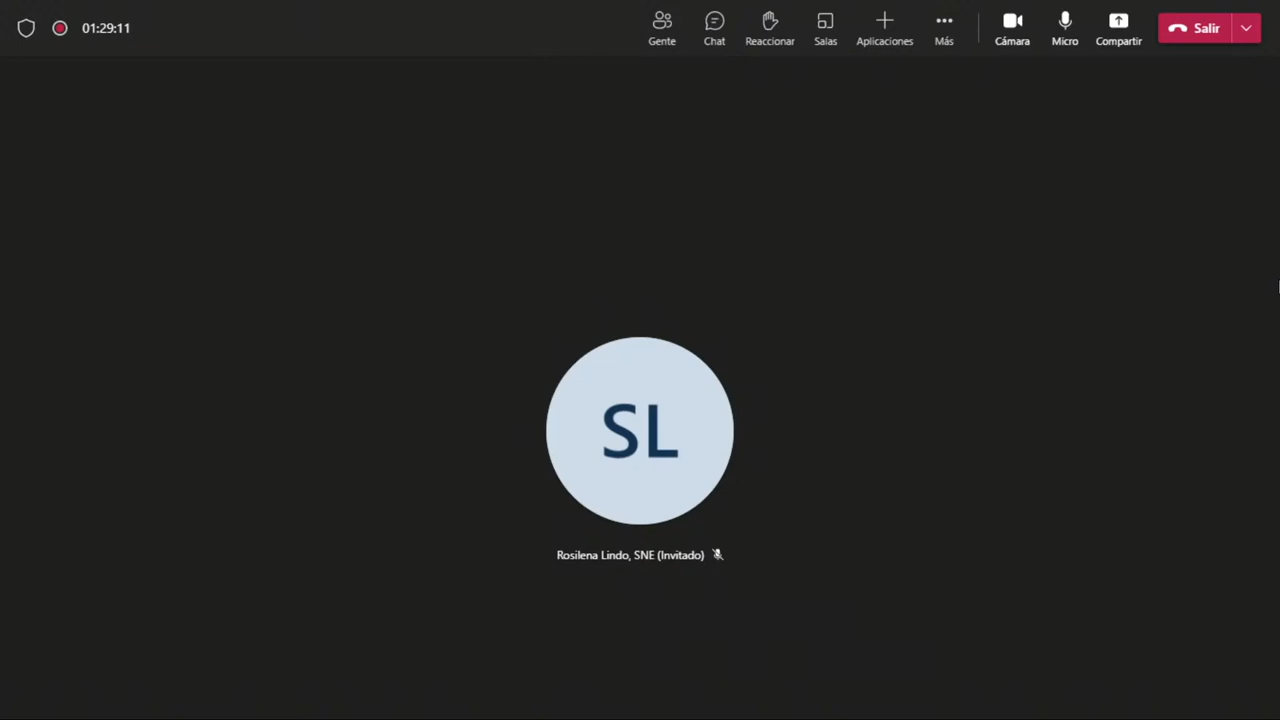 01:29:11
Gente
Chat
Reaccionar
Salas
Aplicaciones
Más
Cámara
Micro
Compartir
Salir
SL
Rosilena Lindo, SNE (Invitado)